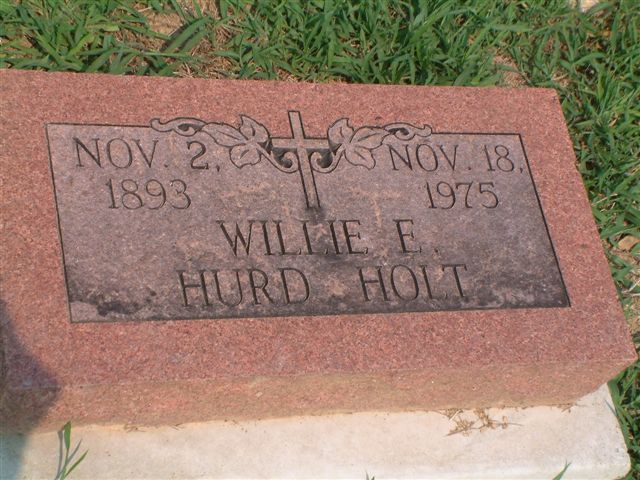 NOV. 2, NOV. 18,
1893 1975
WILLIE E.
HURD HOLT